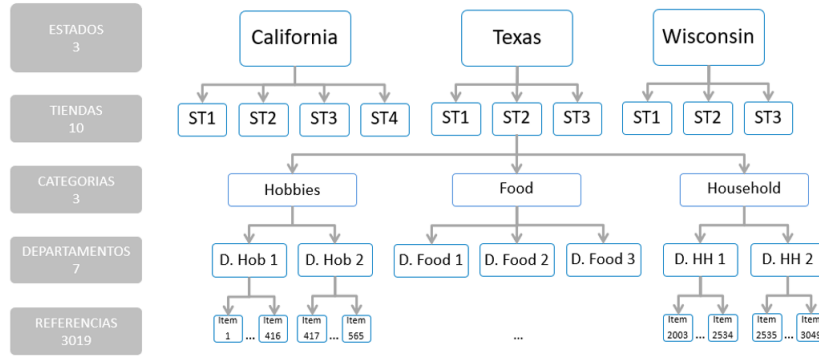 ESTADOS
3
California
Texas
Wisconsin
TIENDAS
10
ST1
ST2
ST3
ST4
ST1
ST2
ST3
ST1
ST2
ST3
CATEGORIAS
3
Hobbies
Food
Household
DEPARTAMENTOS
7
D. Hob 1
D. Hob 2
D. Food 1
D. Food 2
D. Food 3
D. HH 1
D. HH 2
REFERENCIAS
3019
Item
1
...
Item
416
Item
417
...
Item
565
...
Item
2003
...
Item
2534
Item
2535
...
Item
3049